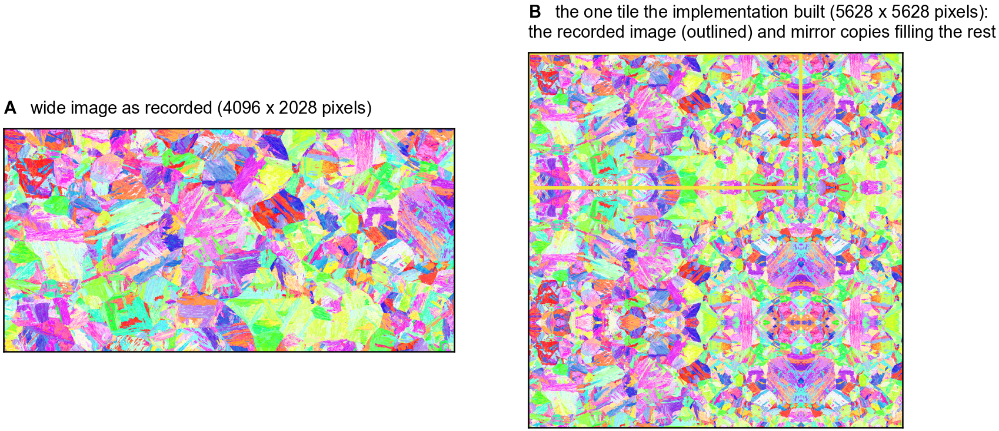 A wide image as recorded (4096 x 2028 pixels)
B the one tile the implementation built (5628 x 5628 pixels):
the recorded image (outlined) and mirror copies filling the rest